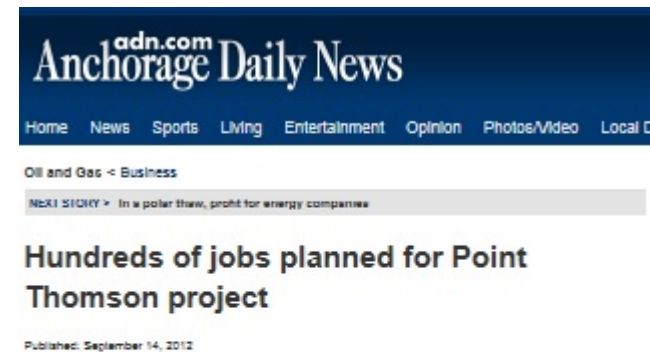 adn.com
Anchorage Daily News
Home News Sports Living Entertainment Opinion Photos/Video Local
Oil and Gas < Business
NEXT STORY > In a polar thaw, profit for energy companies
Hundreds of jobs planned for Point
Thomson project
Published: September 14, 2012